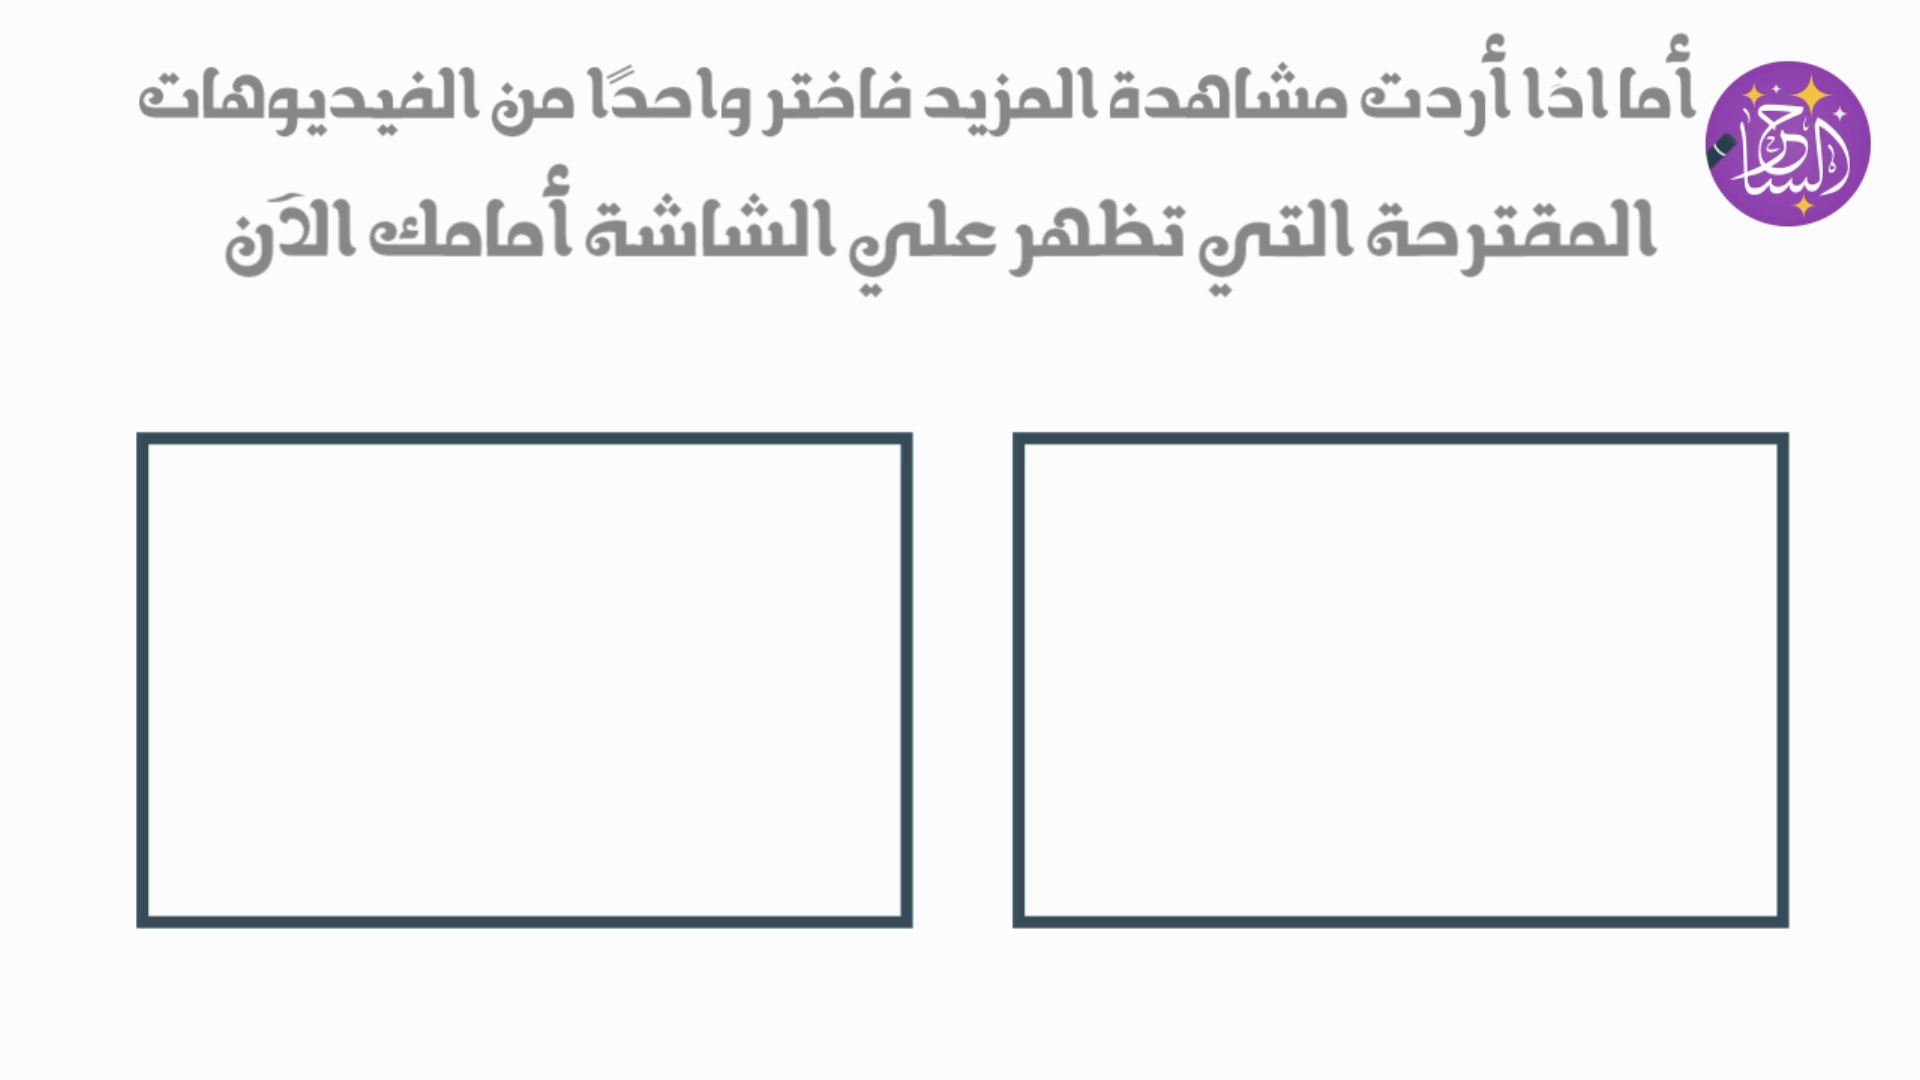 أما اذا أردت مشاهدة المزيد فاختر واحدًا من الفيديوهات
المقترحة التي تظهر علي الشاشة أمامك الآن
الساحر